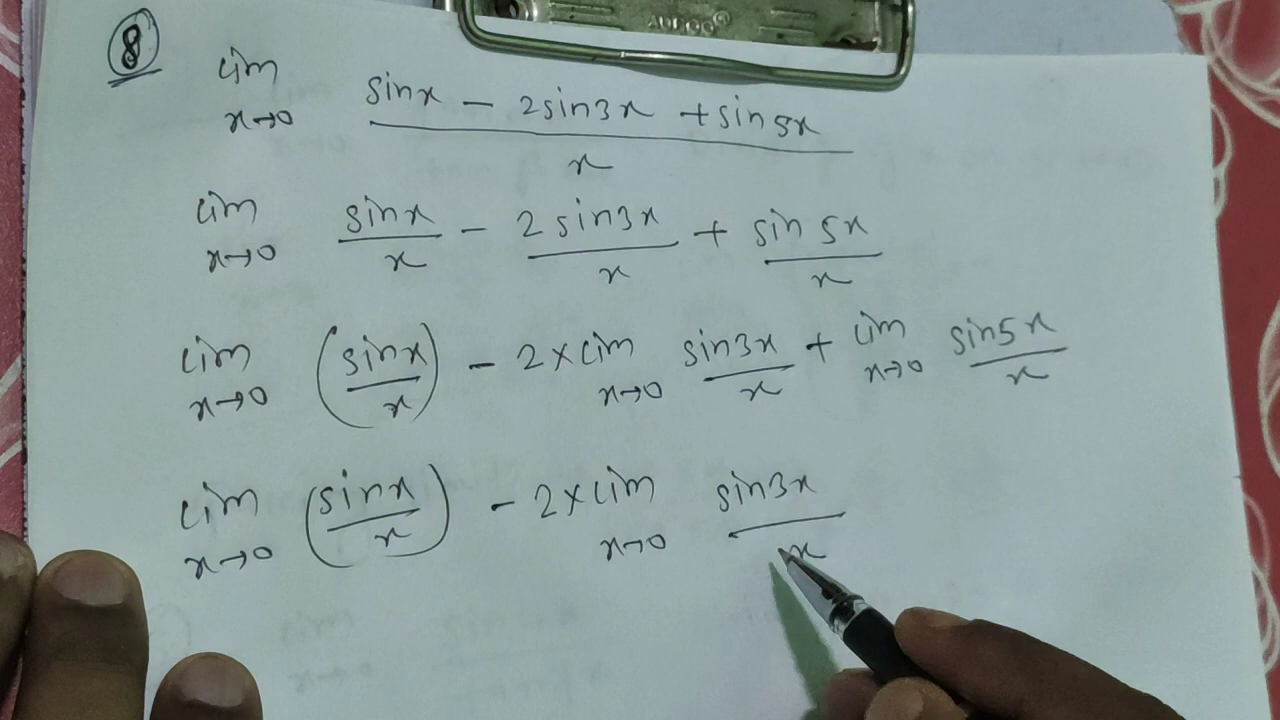 8
lim x→0 (sinx - 2sin3x + sin5x)/x
lim x→0 sinx/x - 2sin3x/x + sin5x/x
lim x→0 (sinx/x) - 2 × lim x→0 sin3x/x + lim x→0 sin5x/x
lim x→0 (sinx/x) - 2 × lim x→0 sin3x/x